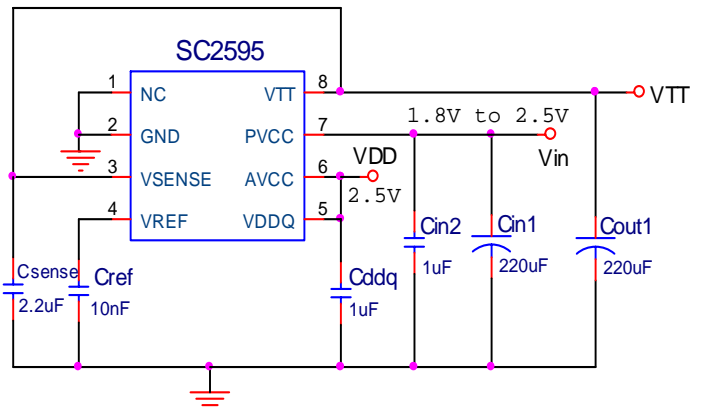 SC2595
1 NC VTT 8
VTT
2 GND PVCC 7
1.8V to 2.5V
Vin
3 VSENSE AVCC 6
VDD
2.5V
4 VREF VDDQ 5
Csense
2.2uF
Cref
10nF
Cddq
1uF
Cin2
1uF
Cin1
220uF
Cout1
220uF